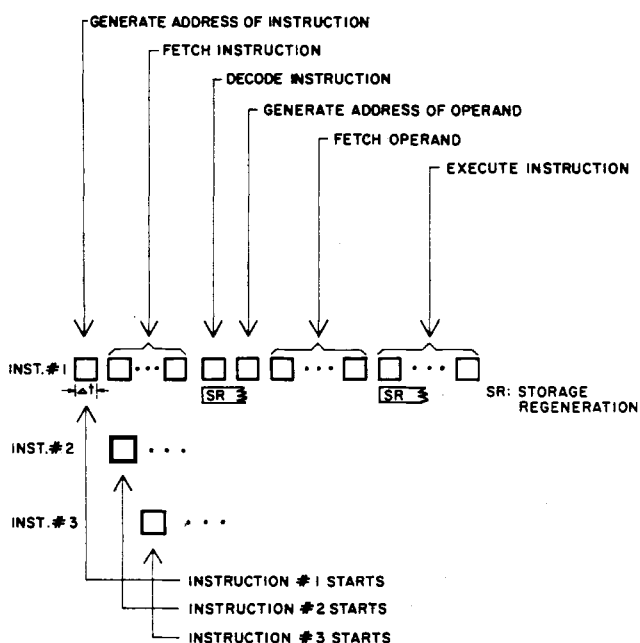 GENERATE ADDRESS OF INSTRUCTION
FETCH INSTRUCTION
DECODE INSTRUCTION
GENERATE ADDRESS OF OPERAND
FETCH OPERAND
EXECUTE INSTRUCTION
INST.#1
Δt
SR
SR
SR: STORAGE
REGENERATION
INST.#2
INST.#3
INSTRUCTION #1 STARTS
INSTRUCTION #2 STARTS
INSTRUCTION #3 STARTS